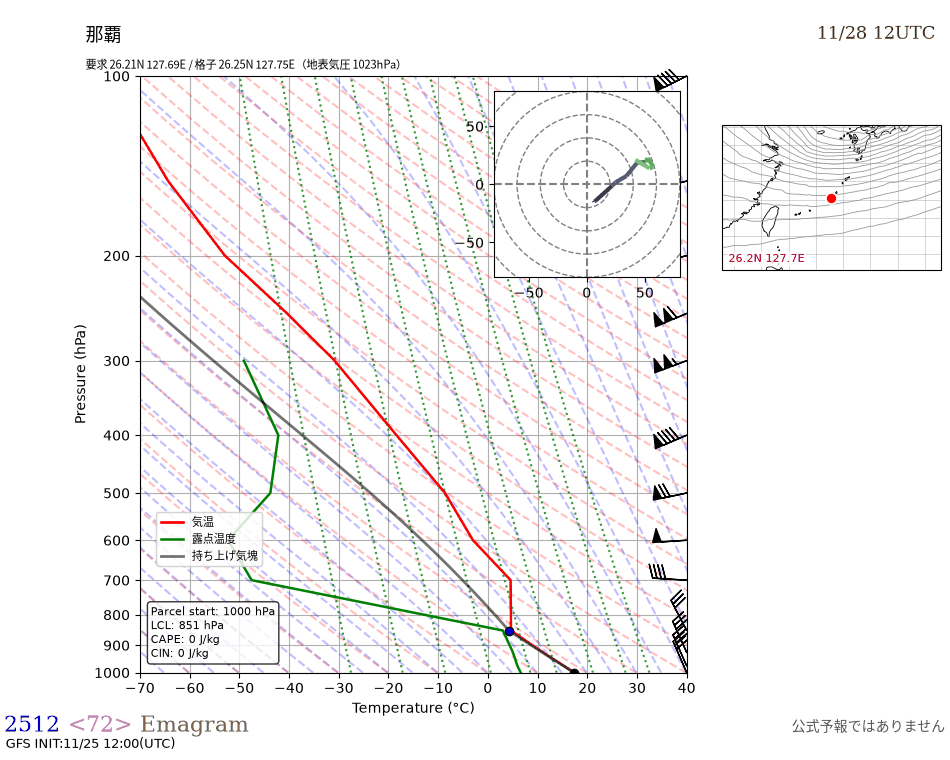 那覇
11/28 12UTC
要求 26.21N 127.69E / 格子 26.25N 127.75E（地表気圧 1023hPa）
100
200
300
400
500
600
700
800
900
1000
Pressure (hPa)
−70 −60 −50 −40 −30 −20 −10 0 10 20 30 40
Temperature (°C)
50
0
−50
−50 0 50
26.2N 127.7E
気温
露点温度
持ち上げ気塊
Parcel start: 1000 hPa
LCL: 851 hPa
CAPE: 0 J/kg
CIN: 0 J/kg
2512 <72> Emagram
GFS INIT:11/25 12:00(UTC)
公式予報ではありません